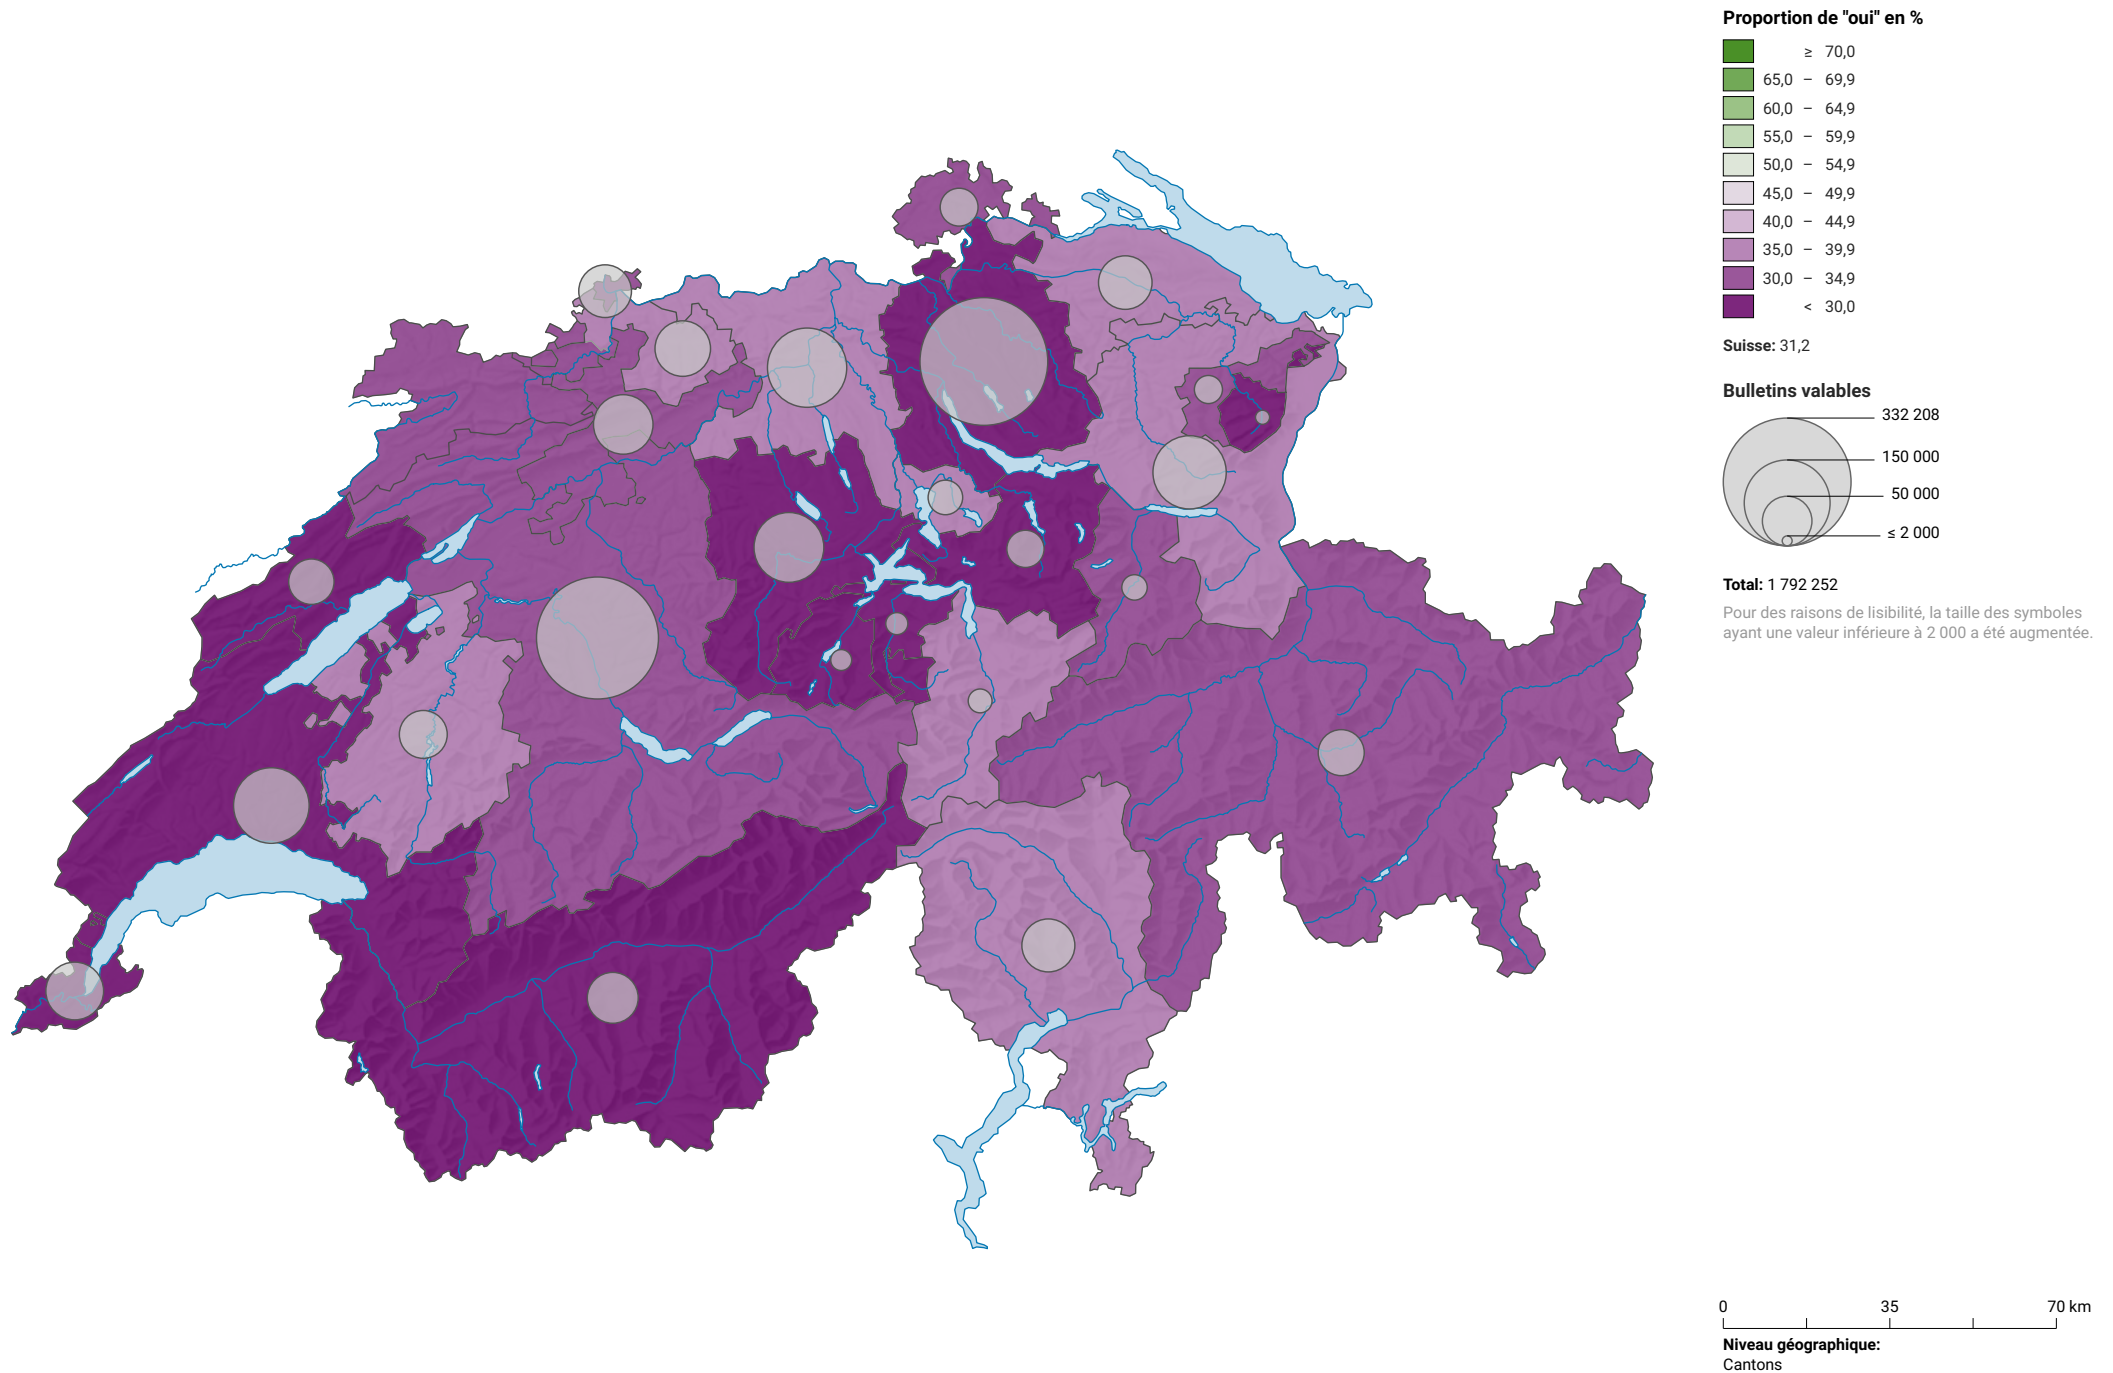 Proportion de "oui" en %
≥ 70,0
65,0 – 69,9
60,0 – 64,9
55,0 – 59,9
50,0 – 54,9
45,0 – 49,9
40,0 – 44,9
35,0 – 39,9
30,0 – 34,9
< 30,0
Suisse: 31,2
Bulletins valables
332 208
150 000
50 000
≤ 2 000
Total: 1 792 252
Pour des raisons de lisibilité, la taille des symboles
ayant une valeur inférieure à 2 000 a été augmentée.
0 35 70 km
Niveau géographique:
Cantons